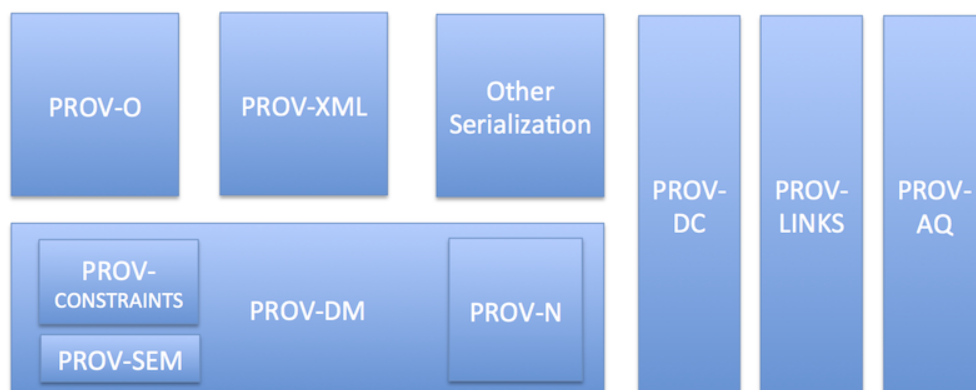 PROV-O
PROV-XML
Other
Serialization
PROV-
DC
PROV-
LINKS
PROV-
AQ
PROV-
CONSTRAINTS
PROV-SEM
PROV-DM
PROV-N